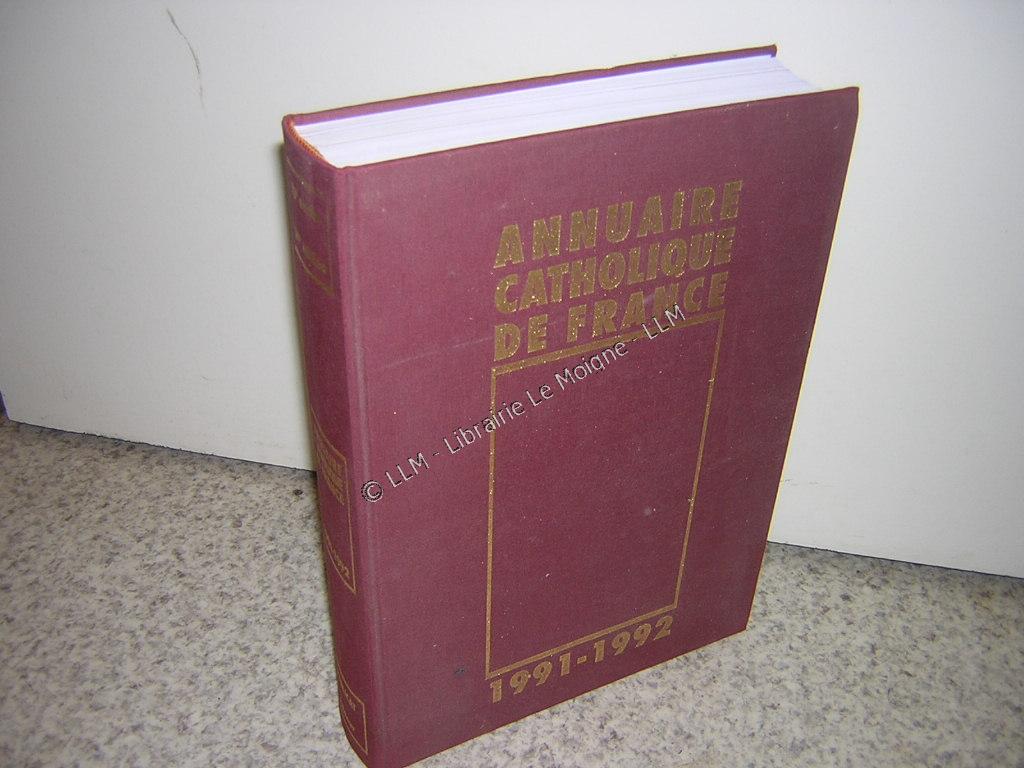 ANNUAIRE
CATHOLIQUE
DE FRANCE
© LLM - Librairie Le Moigne - LLM
1991-1992